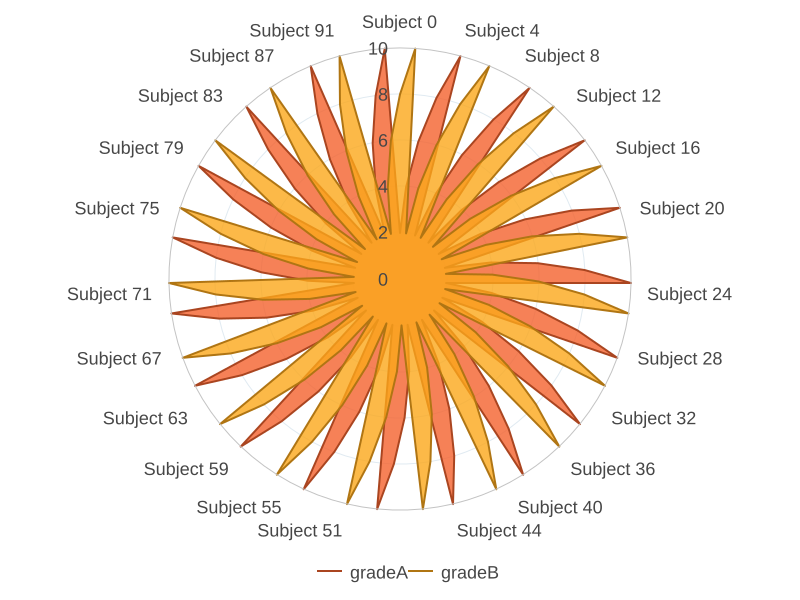 Subject 0
Subject 91
Subject 4
10
Subject 87
Subject 8
Subject 83
8
Subject 12
Subject 79
6
Subject 16
4
Subject 75
Subject 20
2
0
Subject 71
Subject 24
Subject 67
Subject 28
Subject 63
Subject 32
Subject 59
Subject 36
Subject 55
Subject 40
Subject 51
Subject 44
gradeA gradeB